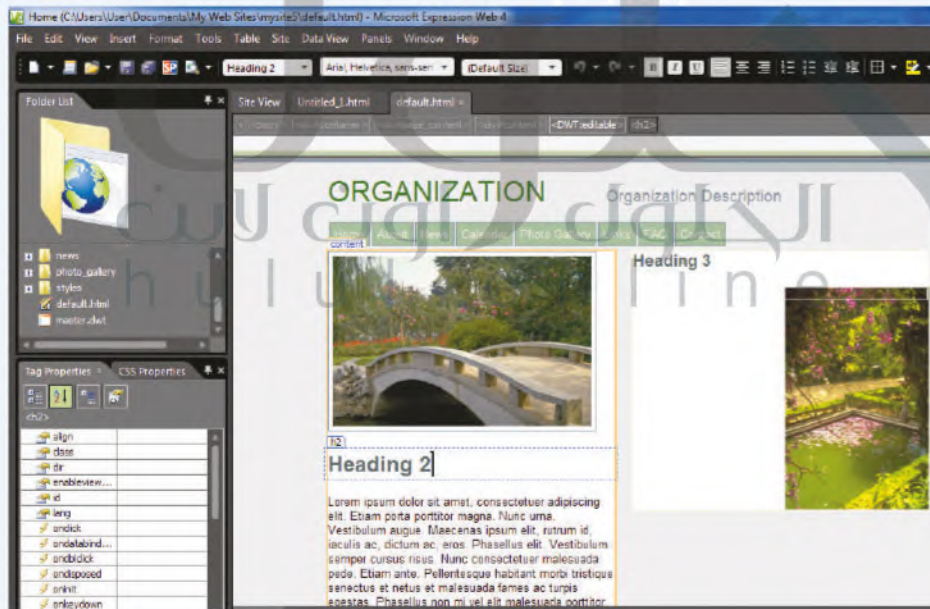 Home (C:\Users\User\Documents\My Web Sites\mysite5\default.html) - Microsoft Expression Web 4
File Edit View Insert Format Tools Table Site Data View Panels Window Help
Heading 2 Arial, Helvetica, sans-seri (Default Size)
Folder List
Site View Untitled_1.html default.html
<DWT:editable> <h2>
news
photo_gallery
styles
default.html
master.dwt
ORGANIZATION Organization Description
Home About News Calendar Photo Gallery Links FAQ Contact
content
Heading 3
حلول اون لاين
hululonline
Tag Properties CSS Properties
<h2>
align
class
dir
enableview...
id
lang
onclick
ondatabind...
ondblclick
ondisposed
oninit
onkeydown
h2
Heading 2
Lorem ipsum dolor sit amet, consectetuer adipiscing
elit. Etiam porta porttitor magna. Nunc urna.
Vestibulum augue. Maecenas ipsum elit, rutrum id,
iaculis ac, dictum ac, eros. Phasellus elit. Vestibulum
semper cursus risus. Nunc consectetuer malesuada
pede. Etiam ante. Pellentesque habitant morbi tristique
senectus et netus et malesuada fames ac turpis
egestas. Phasellus non mi vel elit malesuada porttitor